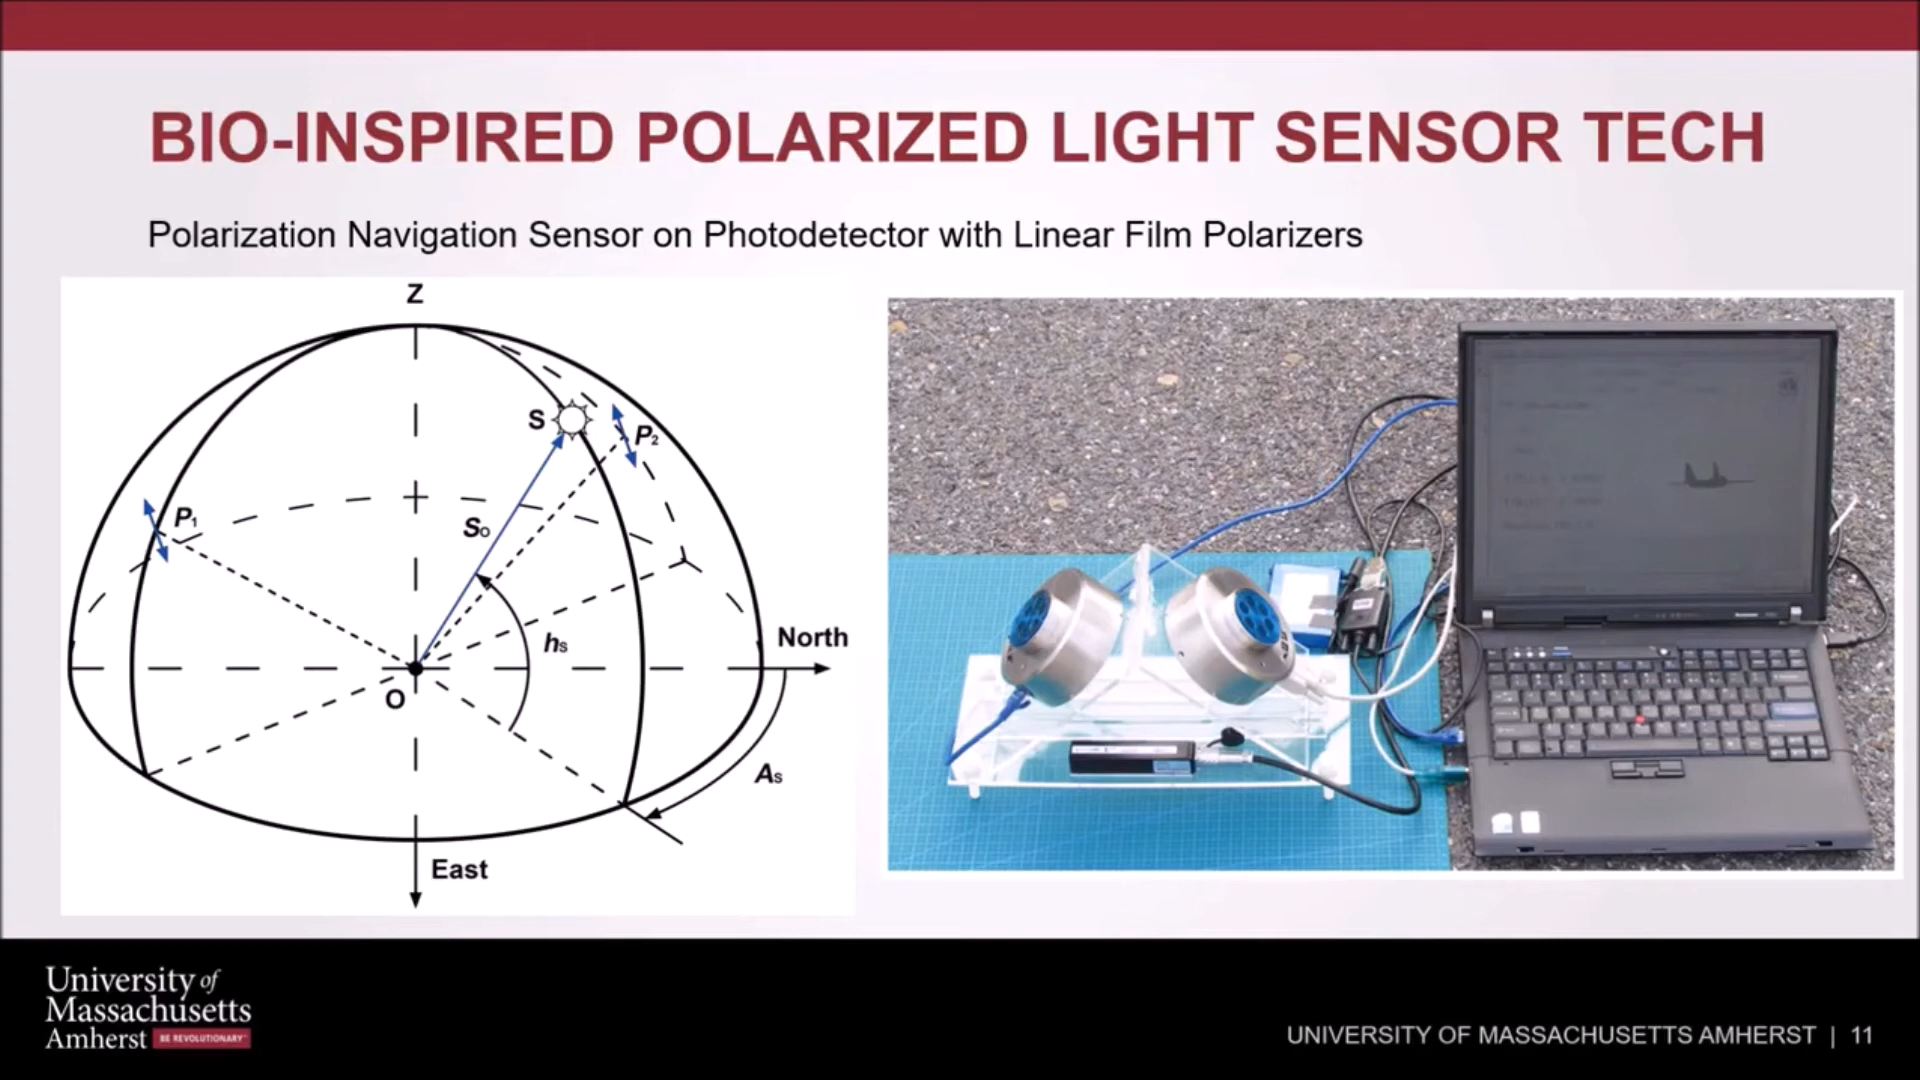 BIO-INSPIRED POLARIZED LIGHT SENSOR TECH
Polarization Navigation Sensor on Photodetector with Linear Film Polarizers
Z
S
P2
P1
So
hs
North
O
As
East
University of
Massachusetts
Amherst BE REVOLUTIONARY
UNIVERSITY OF MASSACHUSETTS AMHERST | 11